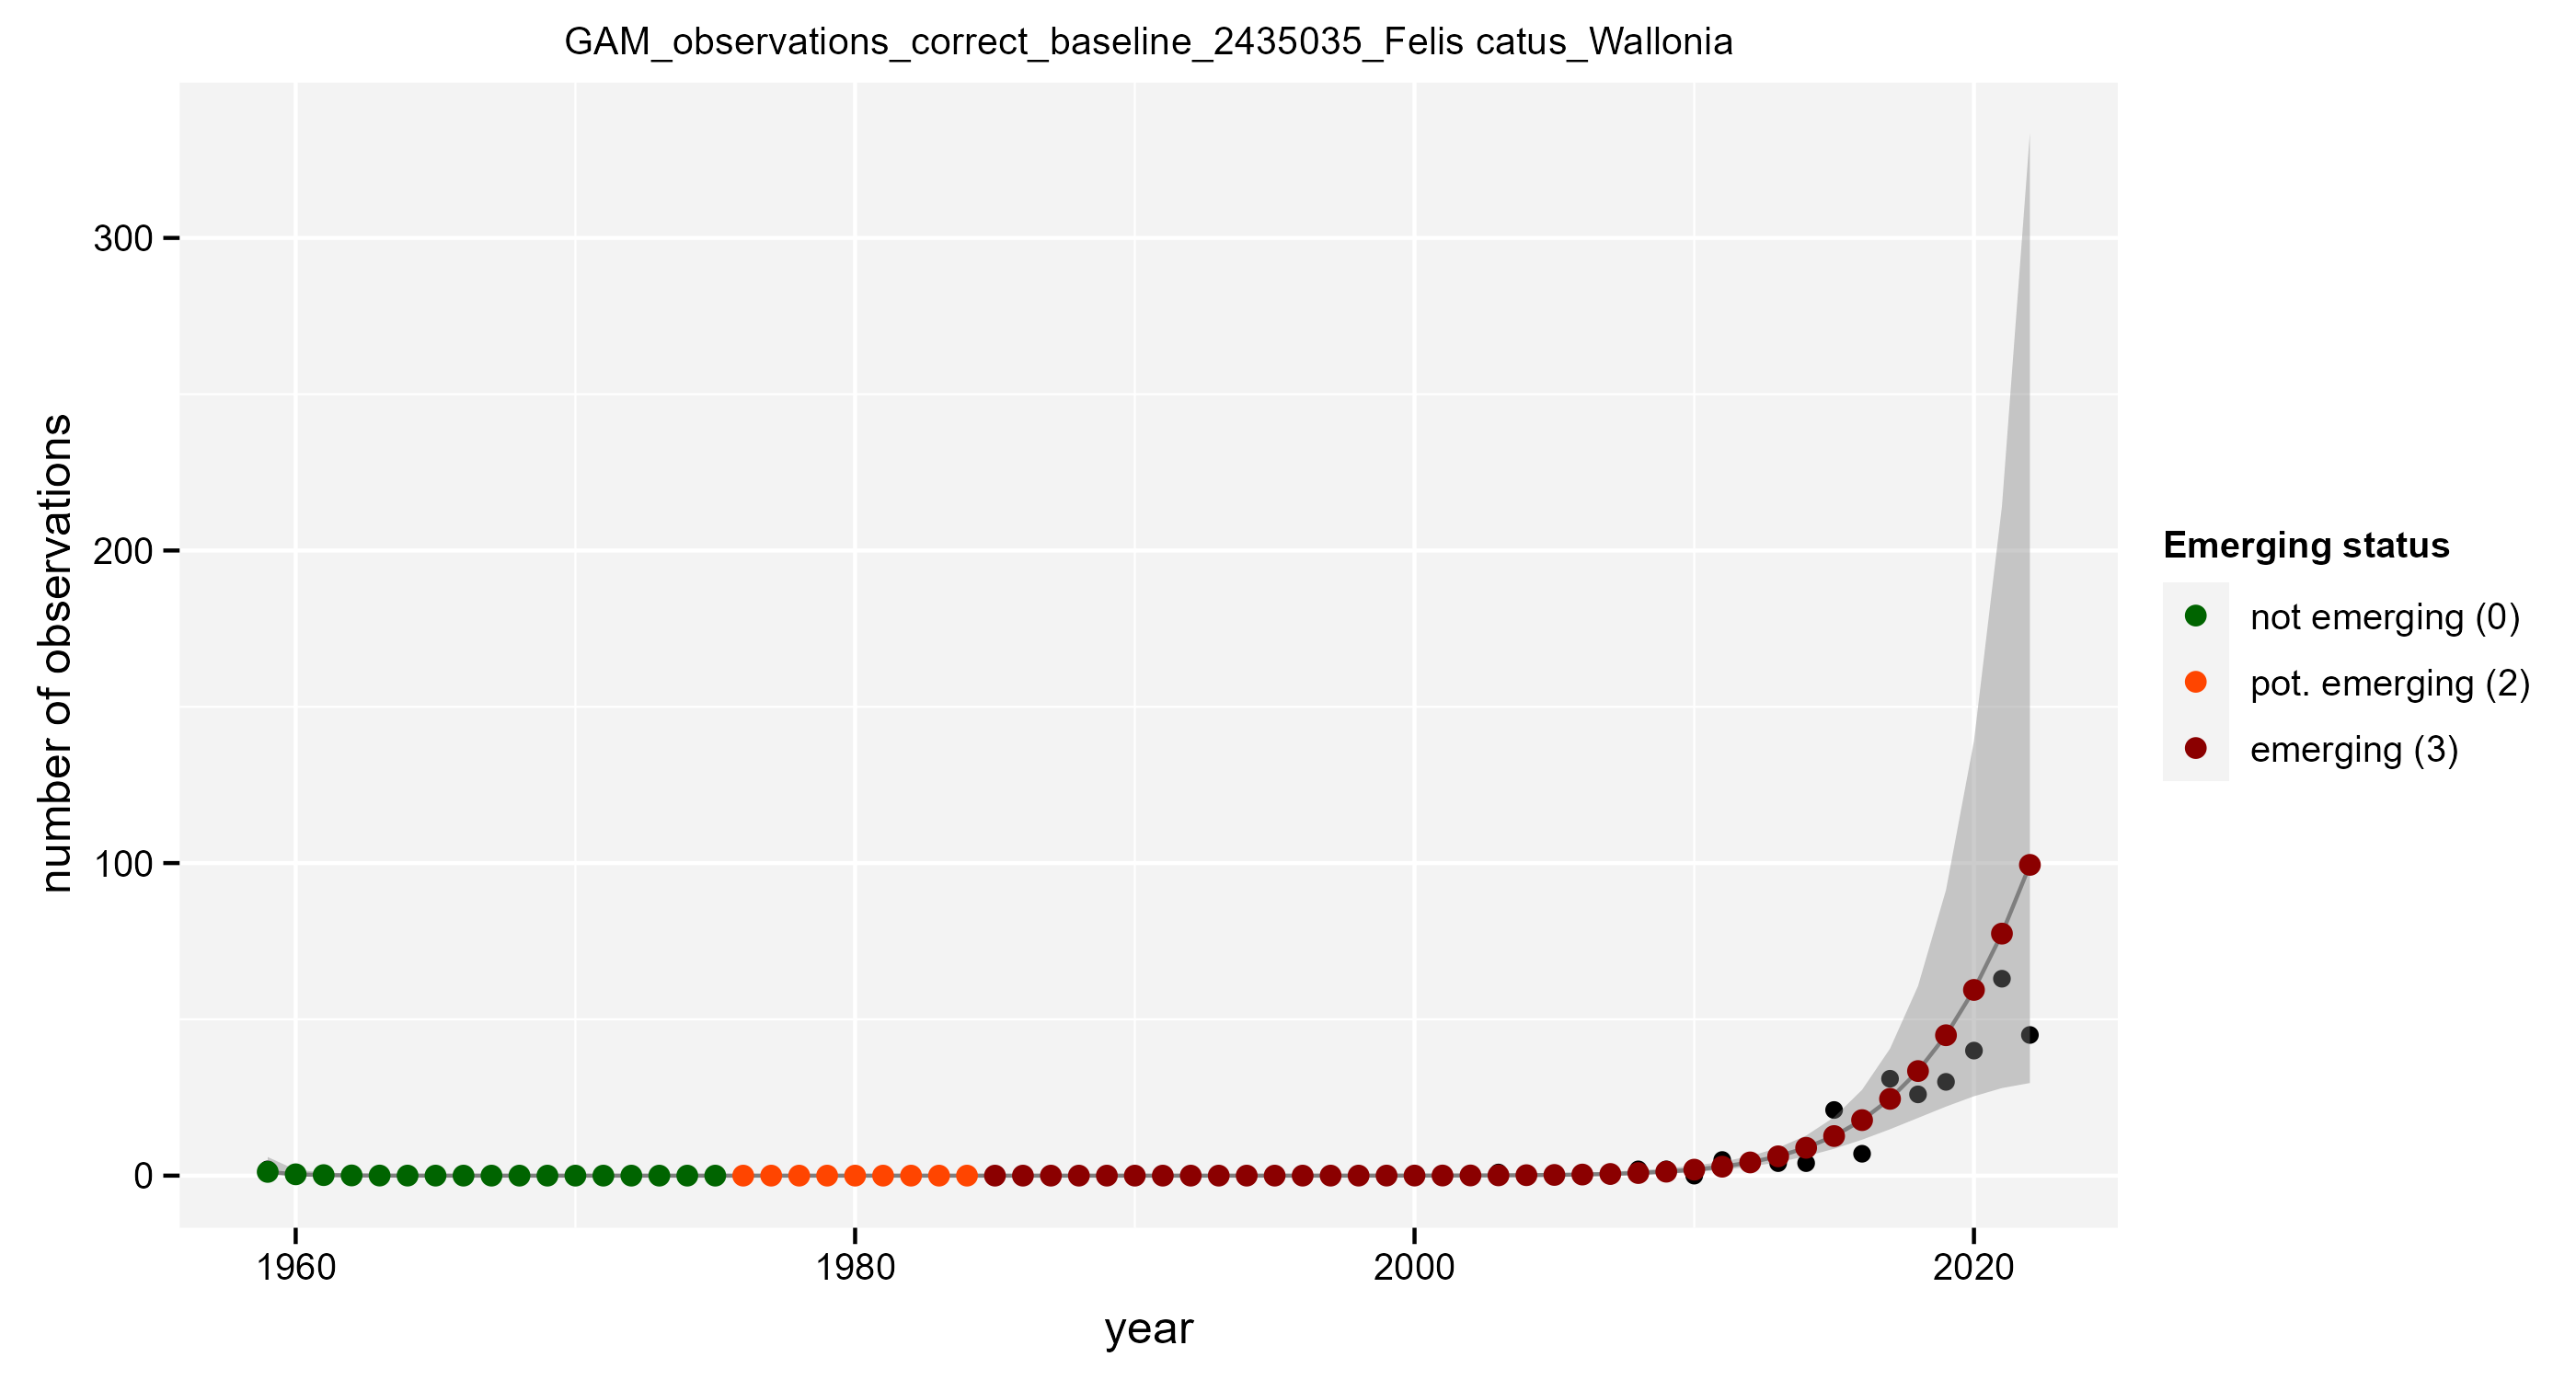 GAM_observations_correct_baseline_2435035_Felis catus_Wallonia
number of observations
300
200
100
0
1960
1980
2000
2020
year
Emerging status
not emerging (0)
pot. emerging (2)
emerging (3)